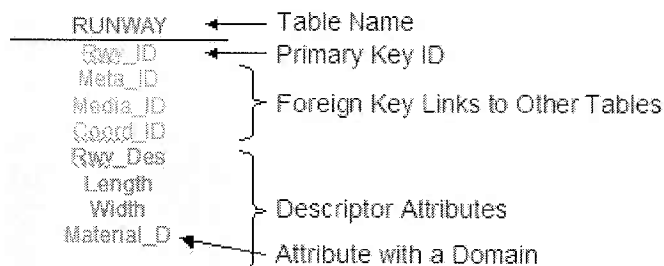 RUNWAY Table Name
Rwy_ID Primary Key ID
Meta_ID
Media_ID Foreign Key Links to Other Tables
Coord_ID
Rwy_Des
Length
Width Descriptor Attributes
Material_D
Attribute with a Domain